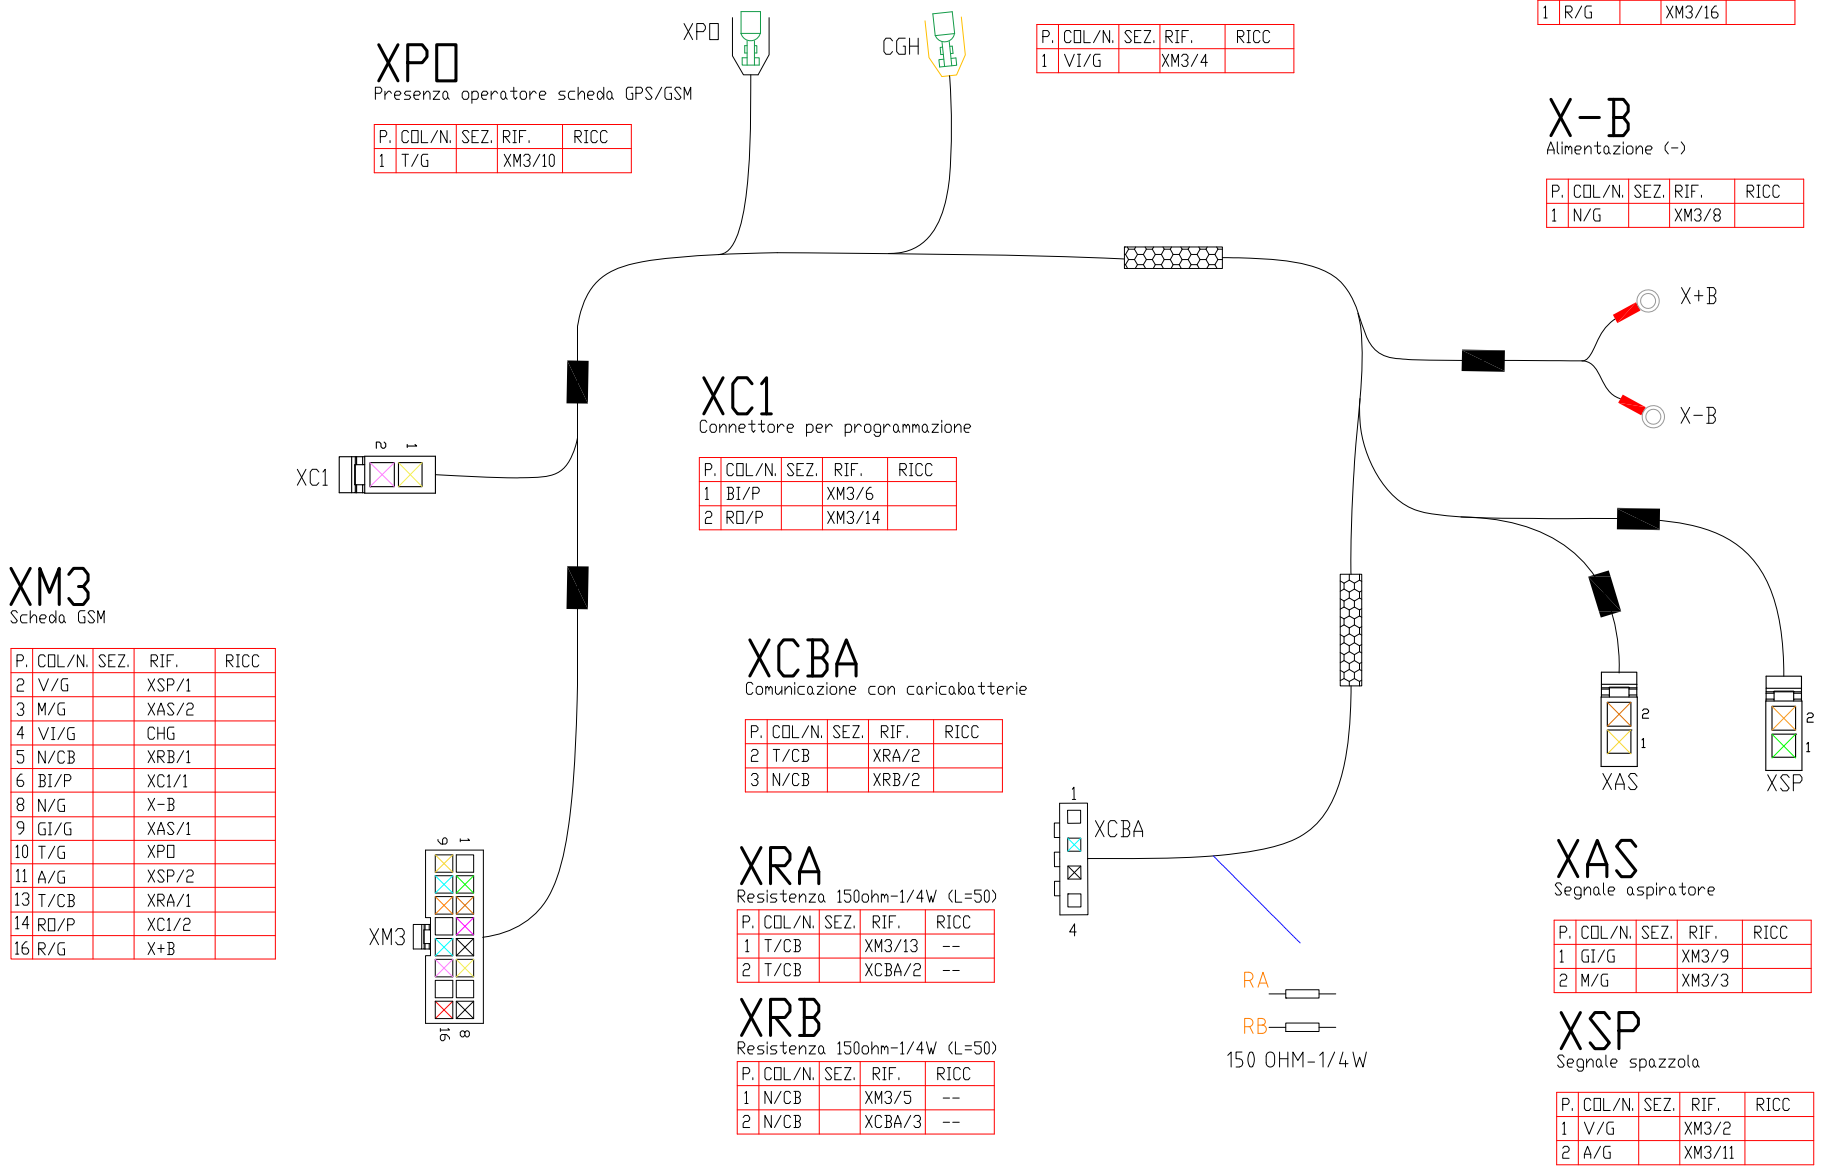 XPO
Presenza operatore scheda GPS/GSM
P. COL/N. SEZ. RIF. RICC
1 T/G XM3/10
XPO
CGH
P. COL/N. SEZ. RIF. RICC
1 VI/G XM3/4
1 R/G XM3/16
X-B
Alimentazione (-)
P. COL/N. SEZ. RIF. RICC
1 N/G XM3/8
X+B
X-B
XC1
Connettore per programmazione
P. COL/N. SEZ. RIF. RICC
1 BI/P XM3/6
2 RO/P XM3/14
2 1
XC1
XM3
Scheda GSM
P. COL/N. SEZ. RIF. RICC
2 V/G XSP/1
3 M/G XAS/2
4 VI/G CHG
5 N/CB XRB/1
6 BI/P XC1/1
8 N/G X-B
9 GI/G XAS/1
10 T/G XPO
11 A/G XSP/2
13 T/CB XRA/1
14 RO/P XC1/2
16 R/G X+B
9 1
XM3
16 8
XCBA
Comunicazione con caricabatterie
P. COL/N. SEZ. RIF. RICC
2 T/CB XRA/2
3 N/CB XRB/2
1
XCBA
4
XRA
Resistenza 150ohm-1/4W (L=50)
P. COL/N. SEZ. RIF. RICC
1 T/CB XM3/13 --
2 T/CB XCBA/2 --
XRB
Resistenza 150ohm-1/4W (L=50)
P. COL/N. SEZ. RIF. RICC
1 N/CB XM3/5 --
2 N/CB XCBA/3 --
RA
RB
150 OHM-1/4W
2
1
XAS
2
1
XSP
XAS
Segnale aspiratore
P. COL/N. SEZ. RIF. RICC
1 GI/G XM3/9
2 M/G XM3/3
XSP
Segnale spazzola
P. COL/N. SEZ. RIF. RICC
1 V/G XM3/2
2 A/G XM3/11